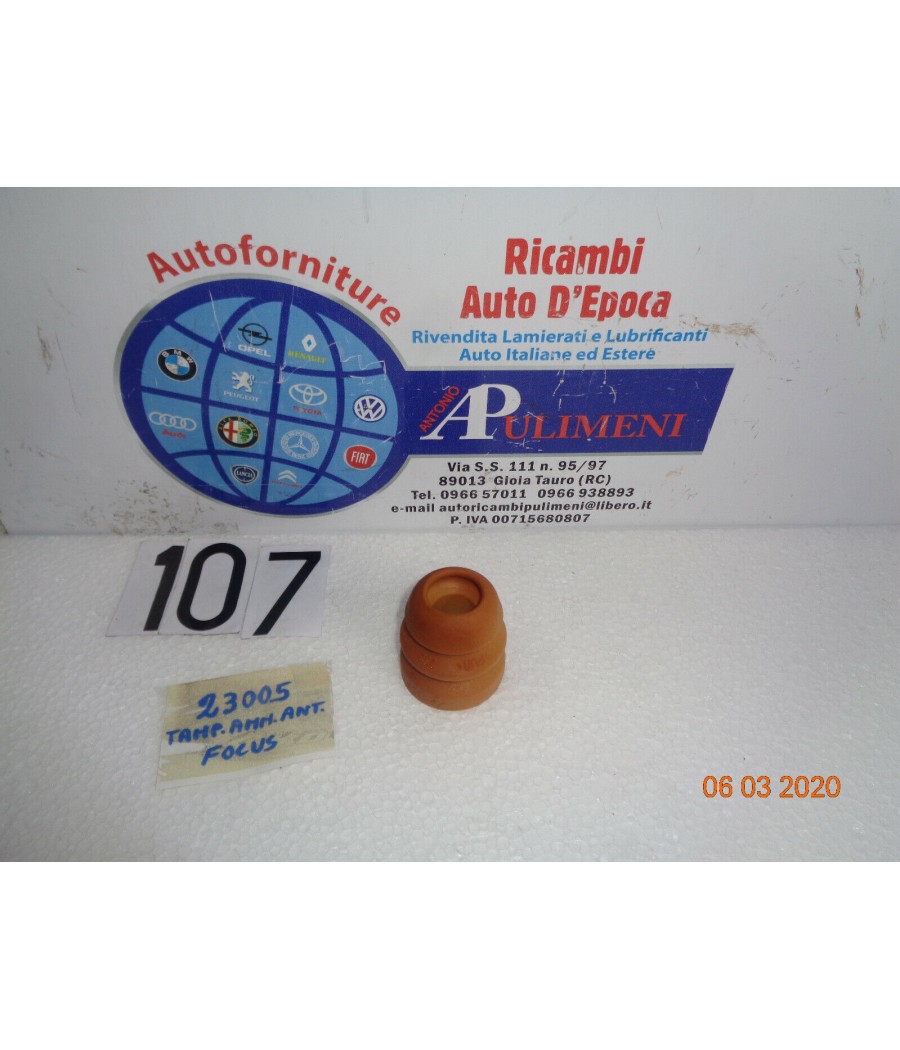 Autoforniture
Ricambi
Auto D'Epoca
Rivendita Lamierati e Lubrificanti
Auto Italiane ed Estere
BMW
OPEL
RENAULT
PEUGEOT
TOYOTA
Audi
FIAT
ANTONIO
APULIMENI
Via S.S. 111 n. 95/97
89013 Gioia Tauro (RC)
Tel. 0966 57011 0966 938893
e-mail autoricambipulimeni@libero.it
P. IVA 00715680807
107
23005
TAMP. AMM. ANT.
FOCUS
06 03 2020